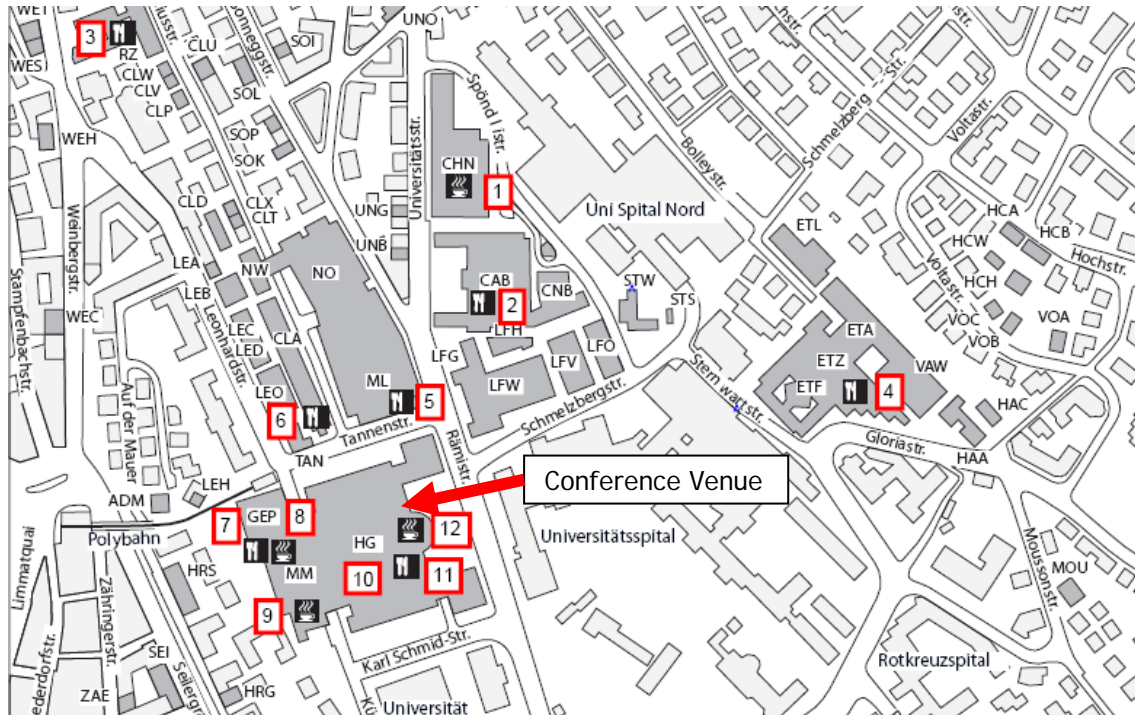 WET
WES
3
RZ
CLW
CLV
CLP
CLU
SOI
UNO
Sonneggstr.
SOL
SOP
SOK
WEH
CLD
CLX
CLT
Universitätsstr.
Spöndlistr.
CHN
1
UNG
UNB
Uni Spital Nord
Bolleystr.
Schmelzberg-Str.
Voltastr.
HCA
HCB
HCW
HCH
Hochstr.
Voltastr.
VOC
VOB
VOA
ETL
Weinbergstr.
Stampfenbachstr.
WEC
LEA
LEB
NW
NO
LEC
LED
CLA
Leonhardstr.
CAB
2
CNB
STW
STS
LFH
LFG
LFW
LFV
LFO
ETA
ETZ
ETF
VAW
4
HAC
HAA
Gloriastr.
Sternwartstr.
Schmelzbergstr.
ML
5
LEO
6
Tannenstr.
TAN
Auf der Mauer
Rämistr.
Conference Venue
ADM
LEH
Polybahn
7
GEP
8
HG
12
MM
10
11
9
Universitätsspital
Limmatquai
Zähringerstr.
HRS
SEI
ZAE
HRG
Karl Schmid-Str.
Universität
Rotkreuzspital
Moussonstr.
MOU